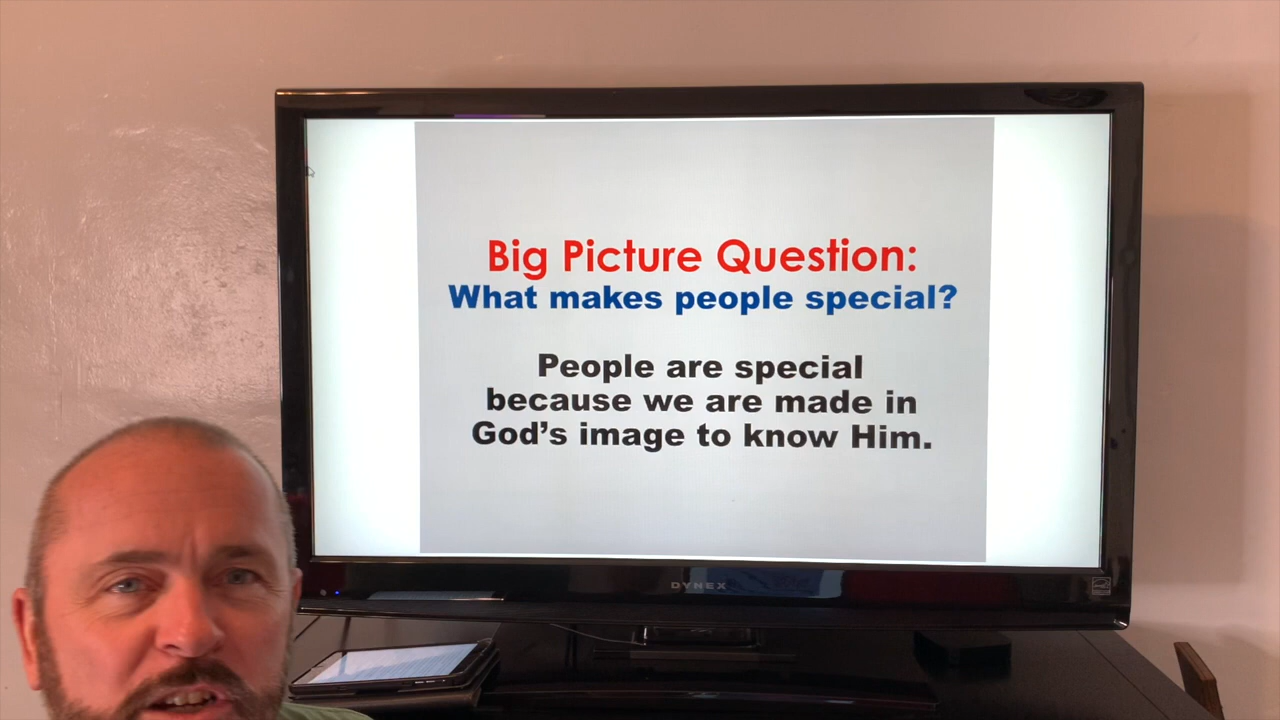 Big Picture Question:
What makes people special?
People are special
because we are made in
God's image to know Him.
DYNEX